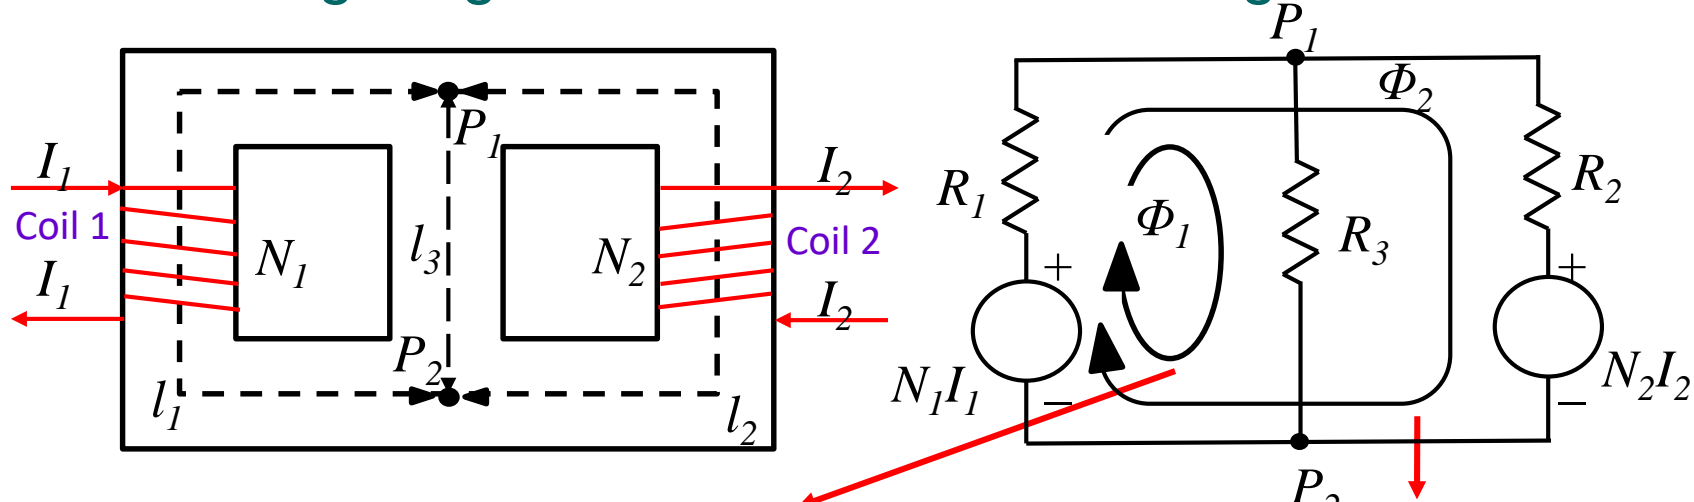 P1
Φ2
I1
I2
P1
R1
R2
Coil 1
Φ1
l3
N1
N2
Coil 2
R3
I1
I2
+
+
P2
N1I1
N2I2
−
−
l1
l2
P2